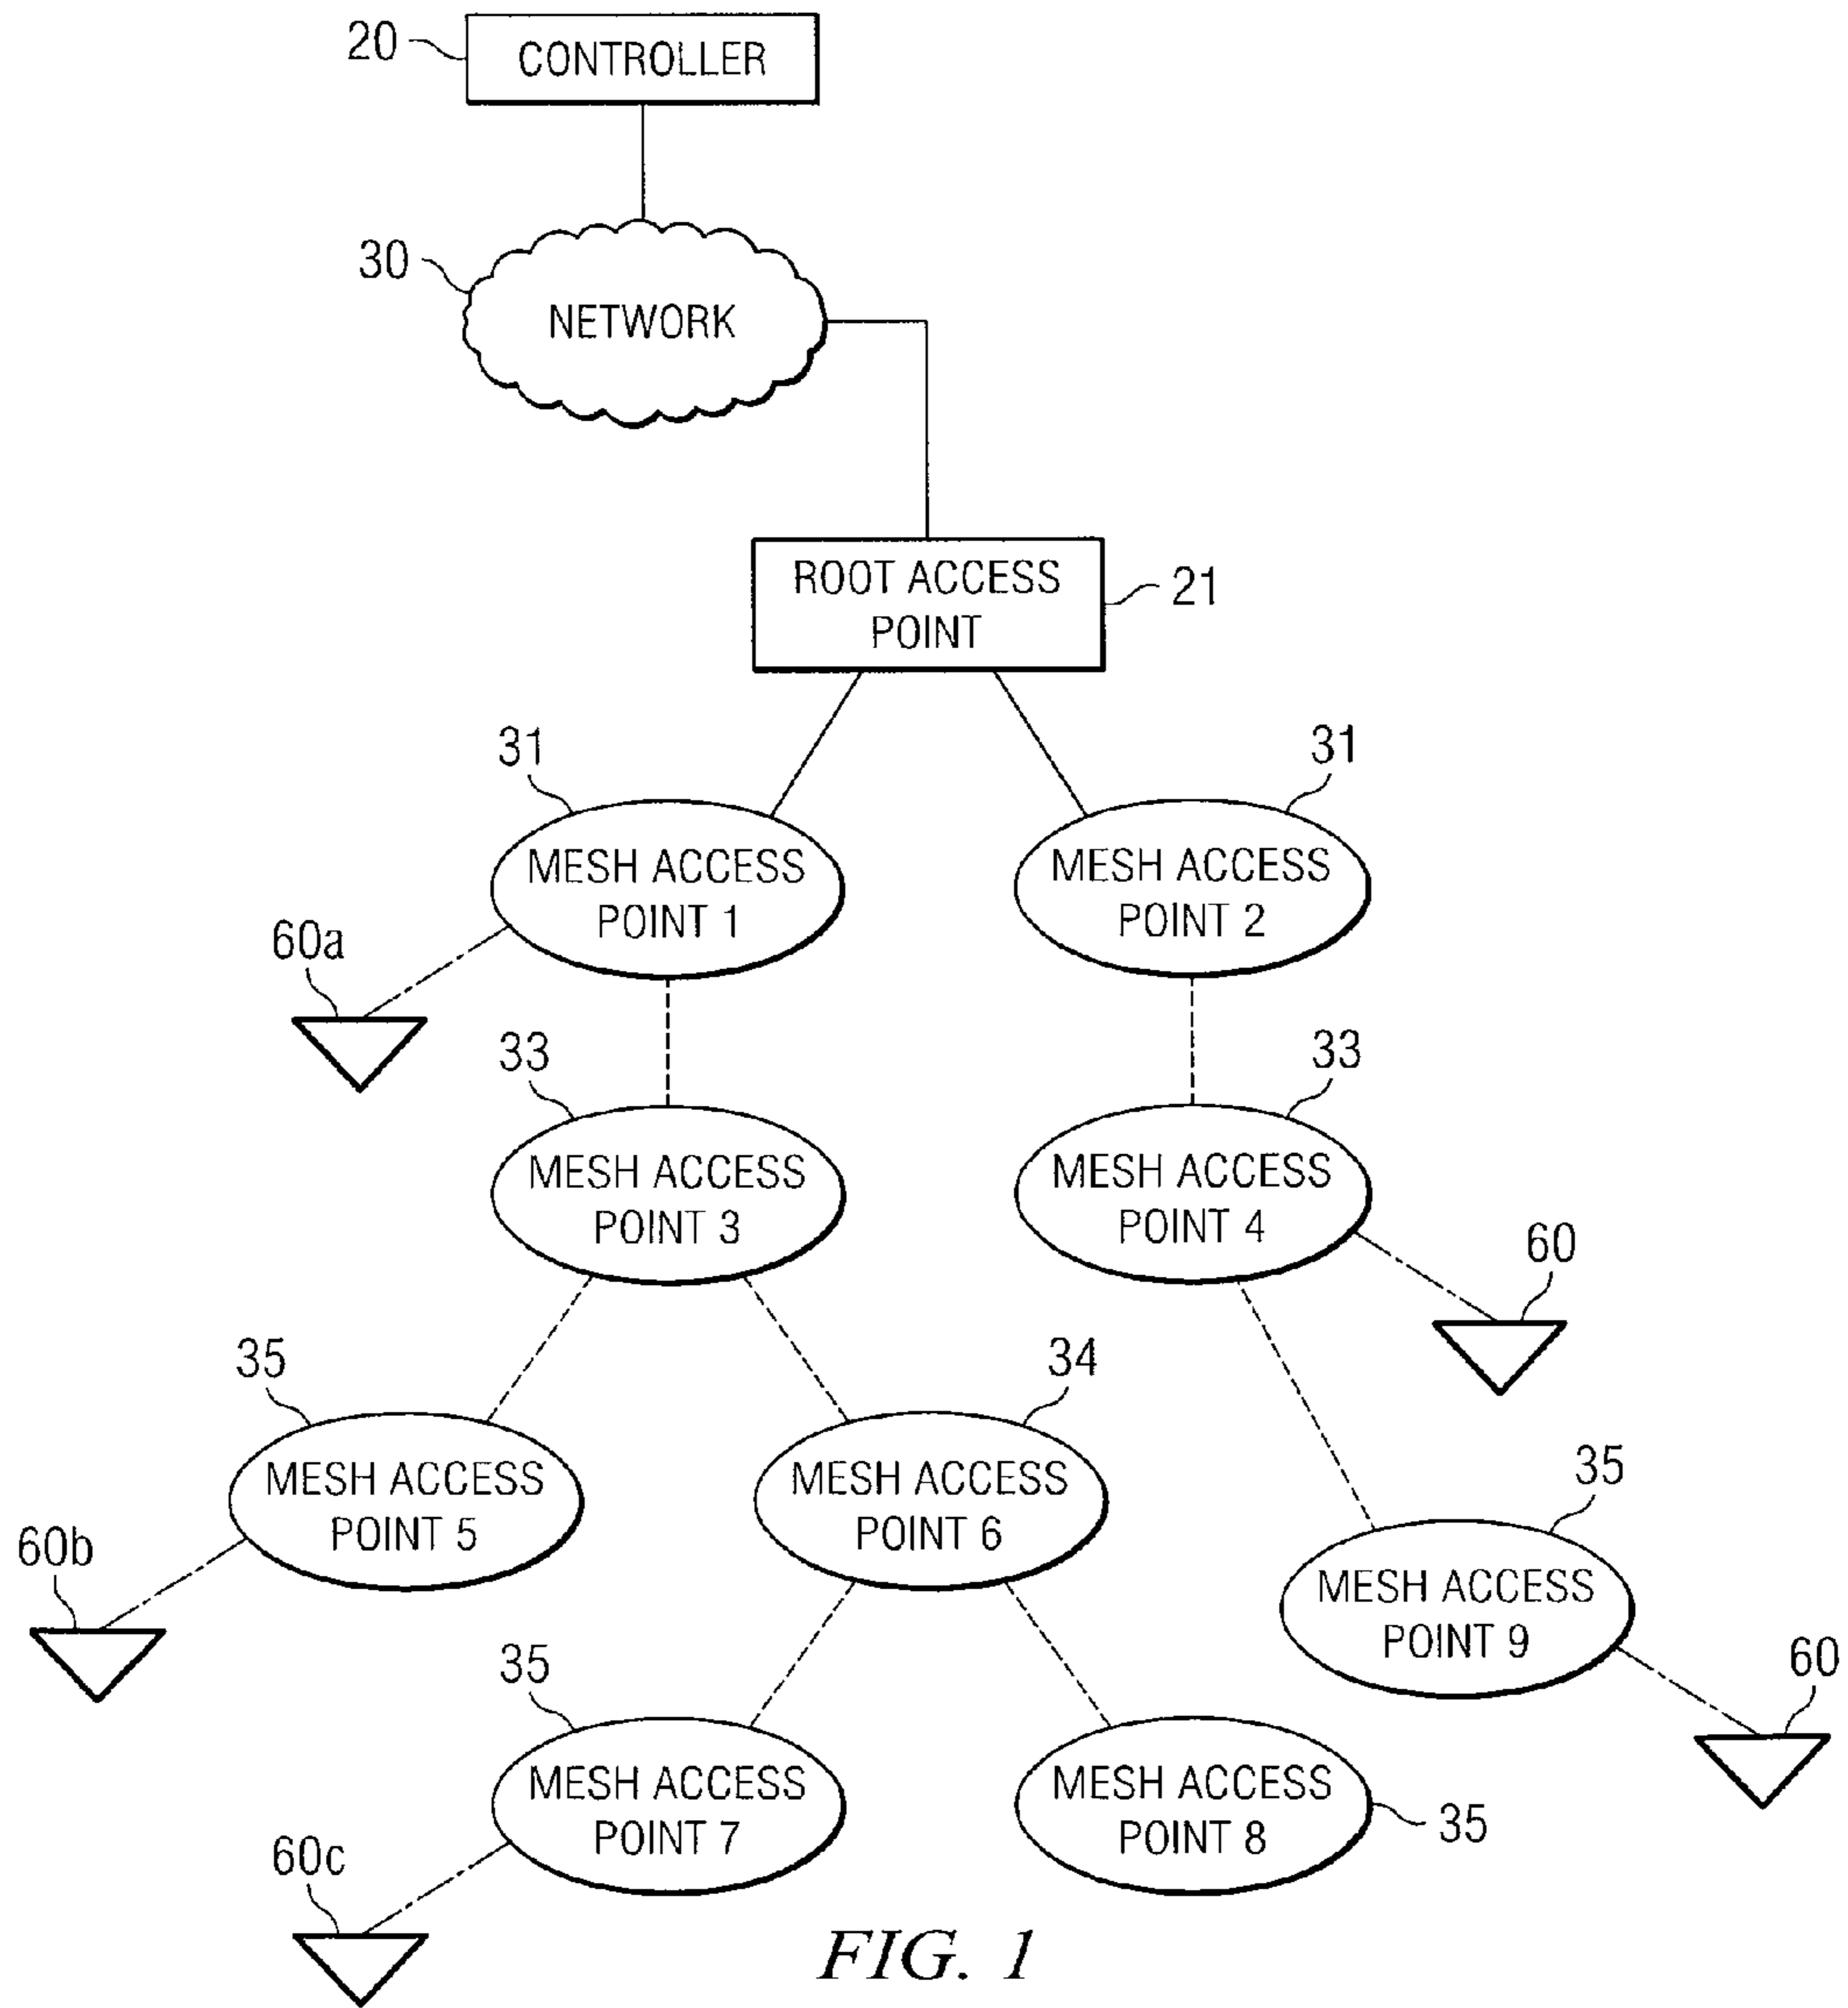 20
CONTROLLER
30
NETWORK
ROOT ACCESS
POINT
21
31
31
MESH ACCESS
POINT 1
MESH ACCESS
POINT 2
60a
33
33
MESH ACCESS
POINT 3
MESH ACCESS
POINT 4
60
35
34
MESH ACCESS
POINT 5
MESH ACCESS
POINT 6
35
60b
MESH ACCESS
POINT 9
35
60
MESH ACCESS
POINT 7
MESH ACCESS
POINT 8
35
60c
FIG. 1